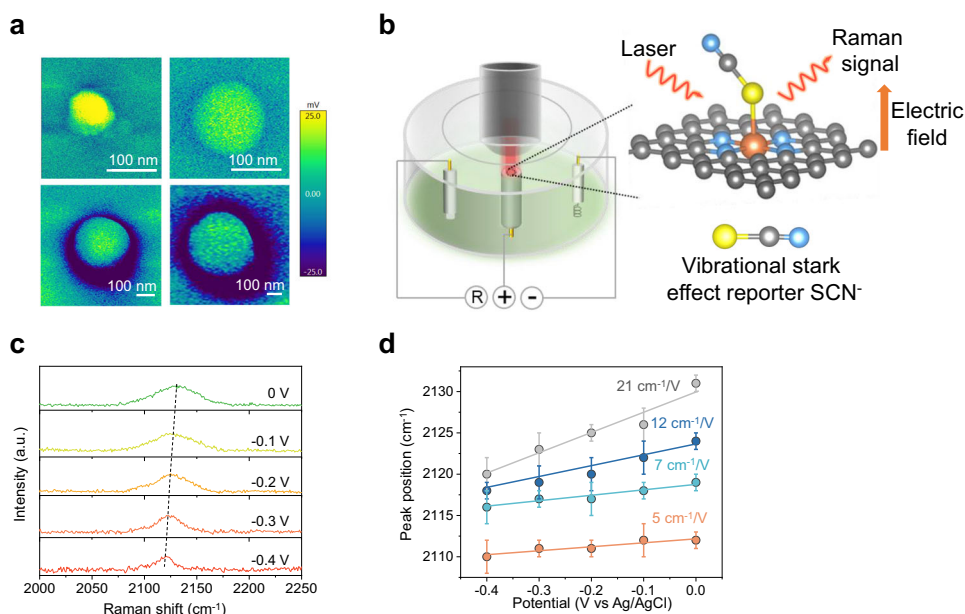 a
mV
25.0
0.00
-25.0
100 nm
100 nm
100 nm
100 nm
b
Laser
Raman
signal
Electric
field
R
+
-
Vibrational stark
effect reporter SCN⁻
c
Intensity (a.u.)
0 V
-0.1 V
-0.2 V
-0.3 V
-0.4 V
2000 2050 2100 2150 2200 2250
Raman shift (cm⁻¹)
d
Peak position (cm⁻¹)
2130
2125
2120
2115
2110
21 cm⁻¹/V
12 cm⁻¹/V
7 cm⁻¹/V
5 cm⁻¹/V
-0.4 -0.3 -0.2 -0.1 0.0
Potential (V vs Ag/AgCl)